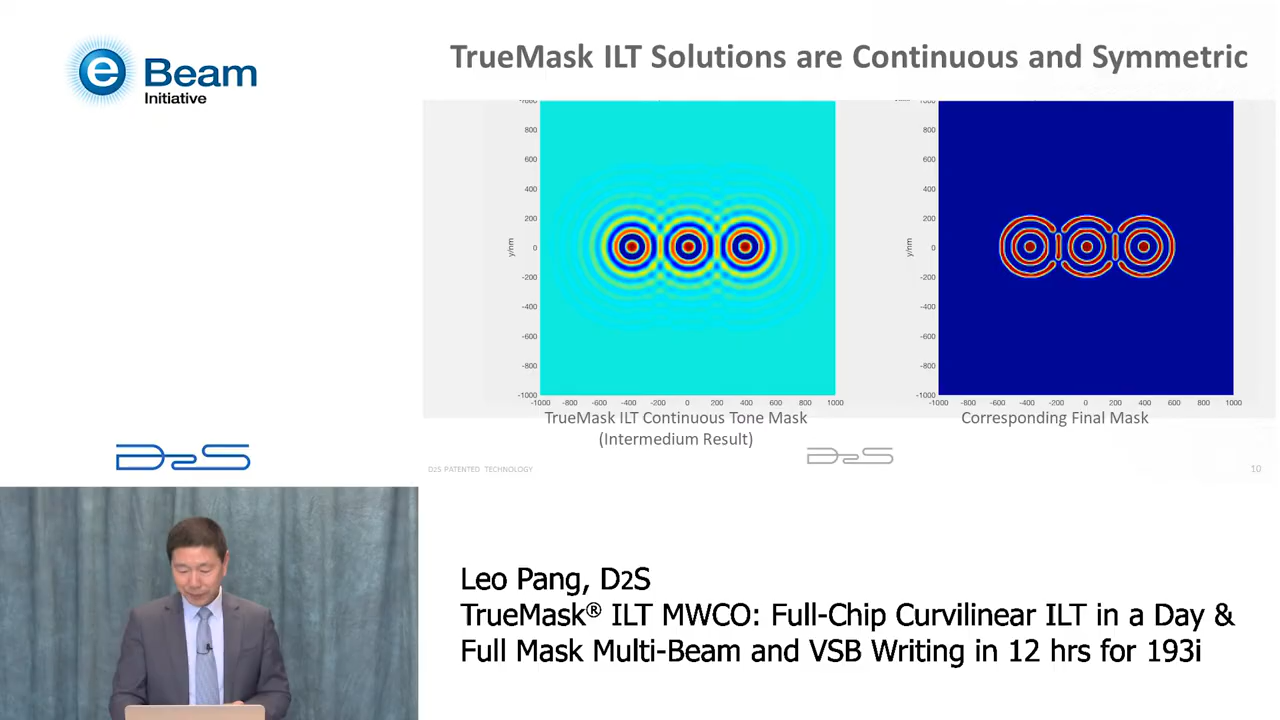 e Beam
Initiative
TrueMask ILT Solutions are Continuous and Symmetric
800
600
400
200
0
-200
-400
-600
-800
-1000
y/nm
-1000 -800 -600 -400 -200 0 200 400 600 800 1000
TrueMask ILT Continuous Tone Mask
(Intermedium Result)
1000
800
600
400
200
0
-200
-400
-600
-800
-1000
y/nm
-1000 -800 -600 -400 -200 0 200 400 600 800 1000
Corresponding Final Mask
D2S
D2S PATENTED TECHNOLOGY
D2S
10
Leo Pang, D2S
TrueMask® ILT MWCO: Full-Chip Curvilinear ILT in a Day &
Full Mask Multi-Beam and VSB Writing in 12 hrs for 193i